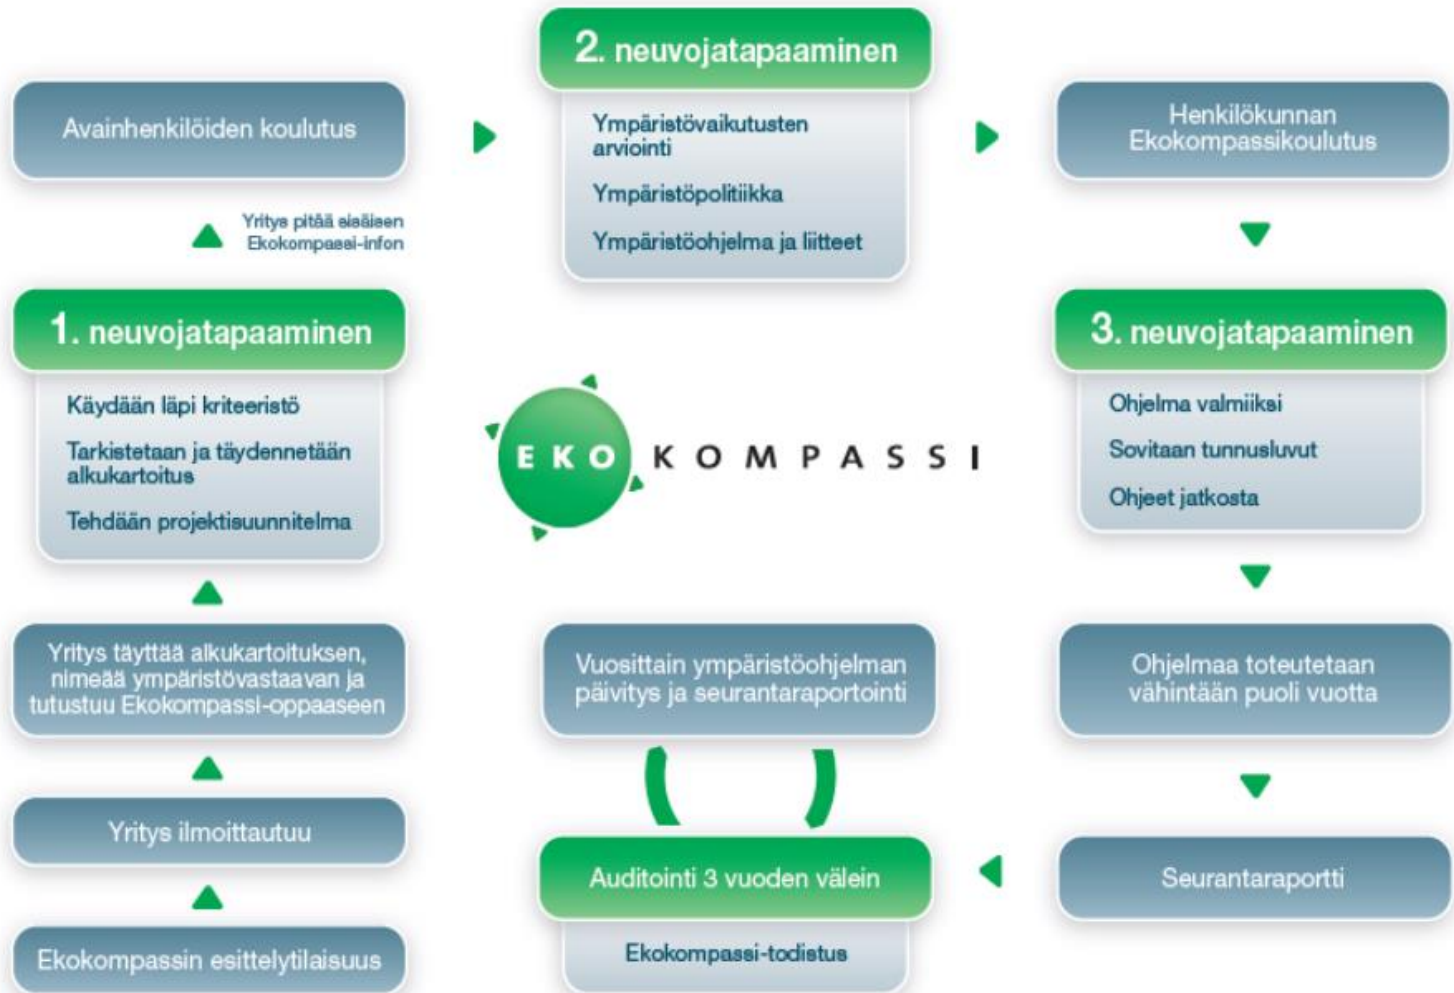 Ekokompassin esittelytilaisuus
Yritys ilmoittautuu
Yritys täyttää alkukartoituksen,
nimeää ympäristövastaavan ja
tutustuu Ekokompassi-oppaaseen
1. neuvojatapaaminen
Käydään läpi kriteeristö
Tarkistetaan ja täydennetään
alkukartoitus
Tehdään projektisuunnitelma
Yritys pitää sisäisen
Ekokompassi-infon
Avainhenkilöiden koulutus
2. neuvojatapaaminen
Ympäristövaikutusten
arviointi
Ympäristöpolitiikka
Ympäristöohjelma ja liitteet
Henkilökunnan
Ekokompassikoulutus
3. neuvojatapaaminen
Ohjelma valmiiksi
Sovitaan tunnusluvut
Ohjeet jatkosta
Ohjelmaa toteutetaan
vähintään puoli vuotta
Seurantaraportti
Auditointi 3 vuoden välein
Ekokompassi-todistus
Vuosittain ympäristöohjelman
päivitys ja seurantaraportointi
EKOKOMPASSI